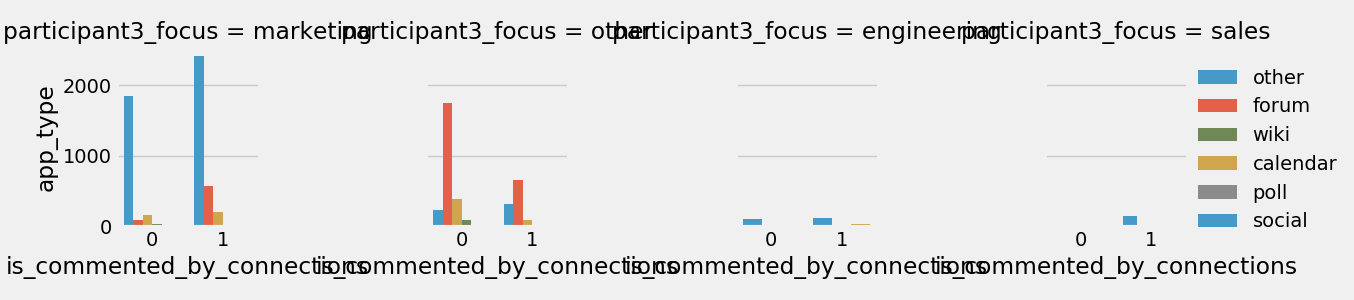 participant3_focus = marketing
participant3_focus = other
participant3_focus = engineering
participant3_focus = sales
app_type
2000
1000
0
0 1
0 1
0 1
0 1
is_commented_by_connections
is_commented_by_connections
is_commented_by_connections
is_commented_by_connections
other
forum
wiki
calendar
poll
social